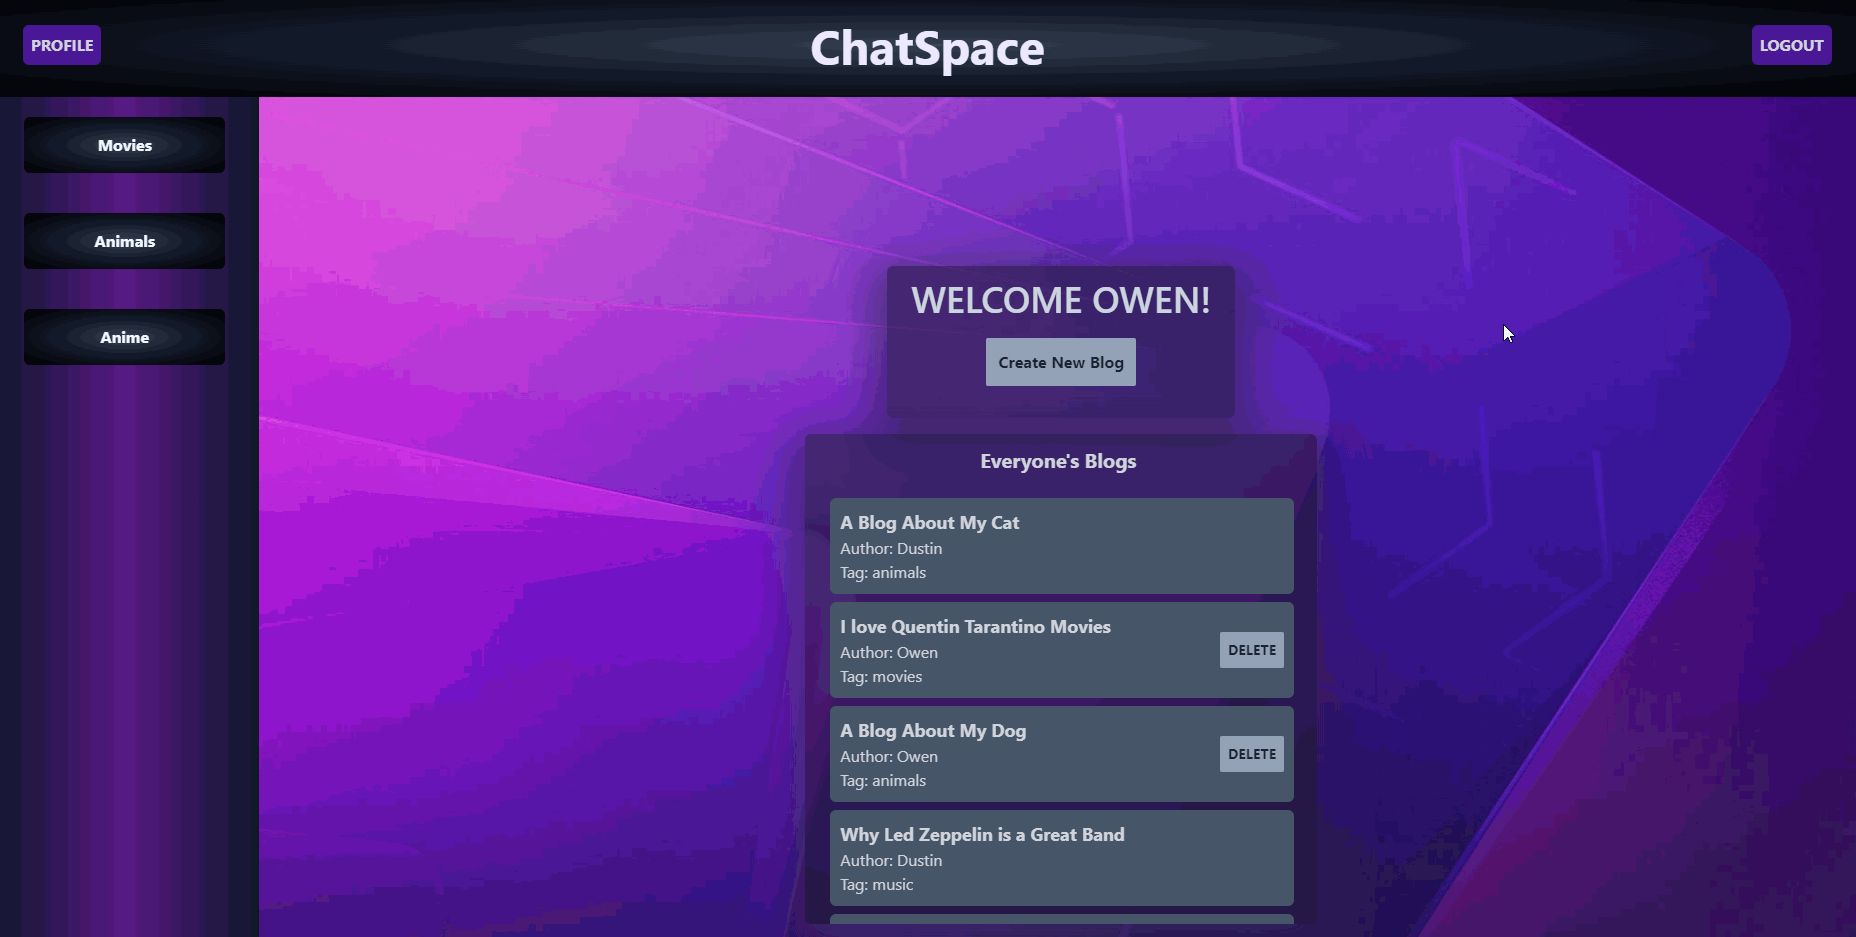 PROFILE
ChatSpace
LOGOUT
Movies
Animals
Anime
WELCOME OWEN!
Create New Blog
Everyone's Blogs
A Blog About My Cat
Author: Dustin
Tag: animals
I love Quentin Tarantino Movies
Author: Owen
Tag: movies
DELETE
A Blog About My Dog
Author: Owen
Tag: animals
DELETE
Why Led Zeppelin is a Great Band
Author: Dustin
Tag: music